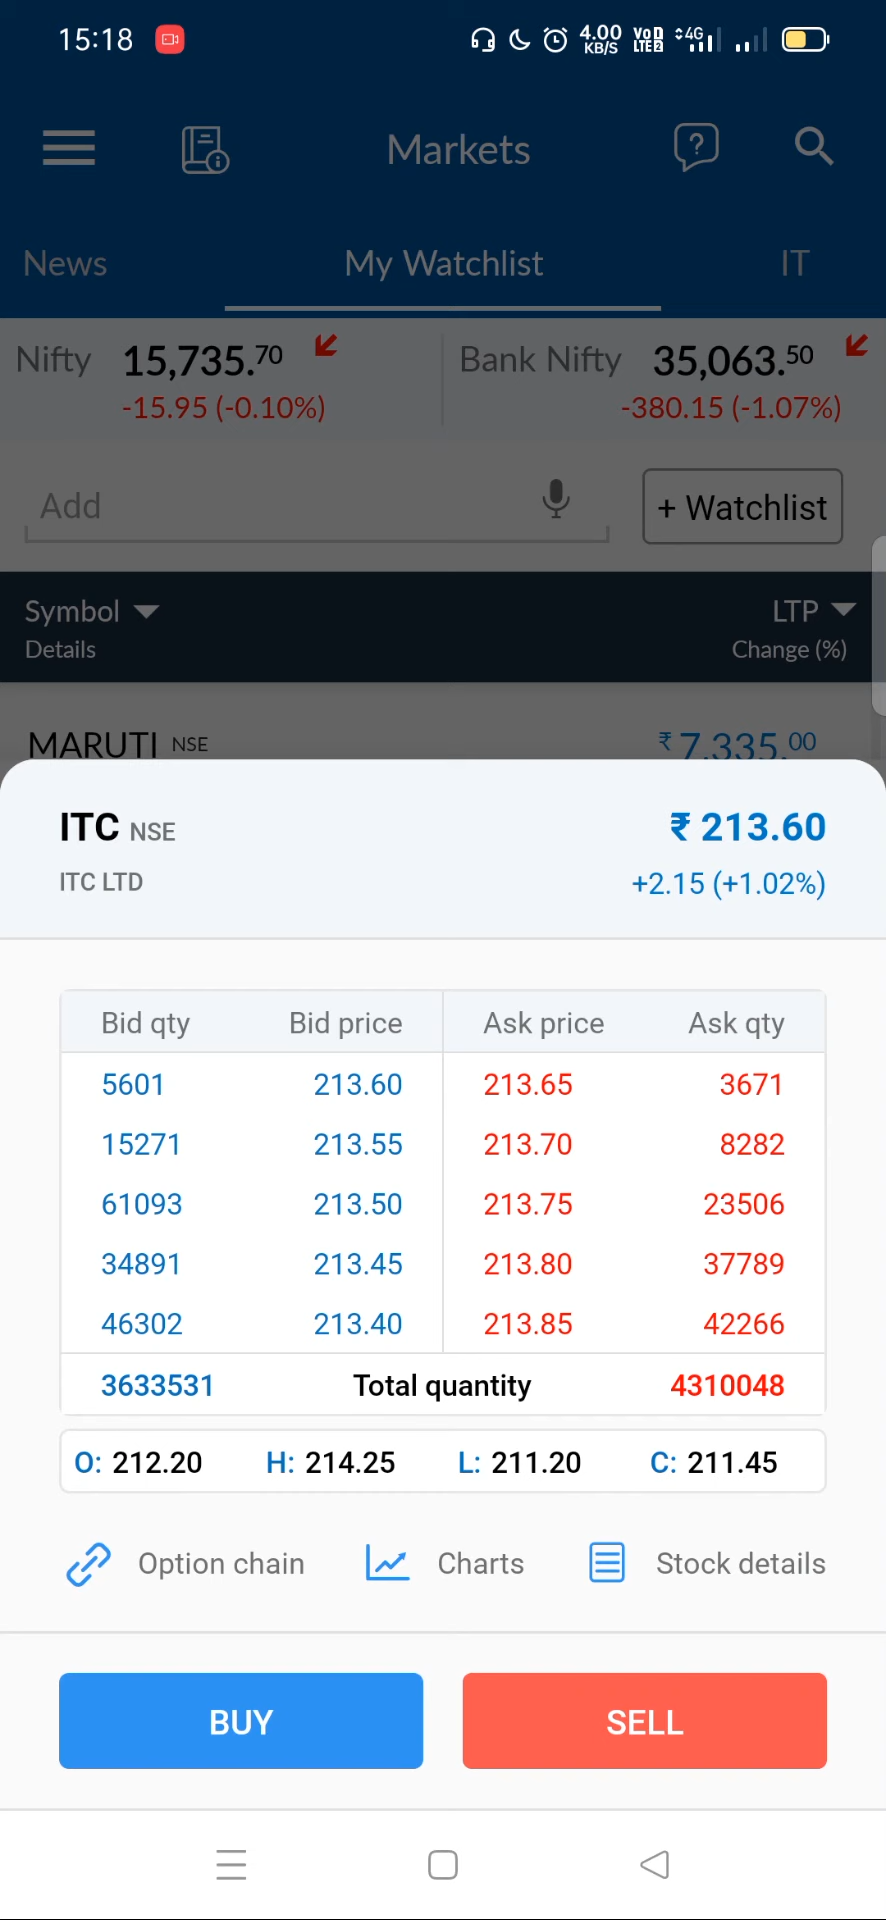 15:18 4.00 KB/S VoD LTE2 4G
Markets
News My Watchlist IT
Nifty 15,735.70 Bank Nifty 35,063.50
-15.95 (-0.10%) -380.15 (-1.07%)
Add + Watchlist
Symbol LTP
Details Change (%)
MARUTI NSE ₹ 7,335.00
ITC NSE ₹ 213.60
ITC LTD +2.15 (+1.02%)
Bid qty Bid price Ask price Ask qty
5601 213.60 213.65 3671
15271 213.55 213.70 8282
61093 213.50 213.75 23506
34891 213.45 213.80 37789
46302 213.40 213.85 42266
3633531 Total quantity 4310048
O: 212.20 H: 214.25 L: 211.20 C: 211.45
Option chain Charts Stock details
BUY SELL